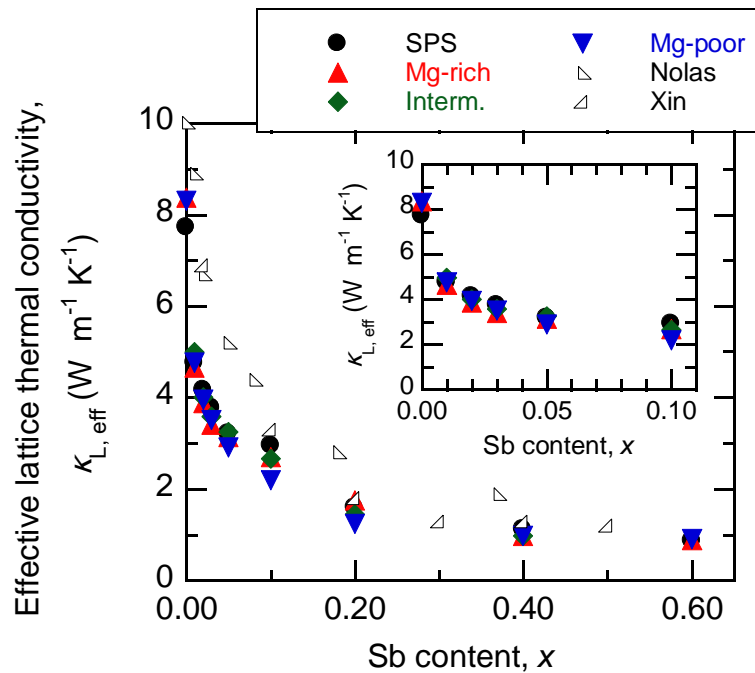 SPS
Mg-rich
Interm.
Mg-poor
Nolas
Xin
Effective lattice thermal conductivity,
κL, eff (W m-1 K-1)
10
8
6
4
2
0
0.00 0.20 0.40 0.60
Sb content, x
κL, eff (W m-1 K-1)
10
8
6
4
2
0
0.00 0.05 0.10
Sb content, x